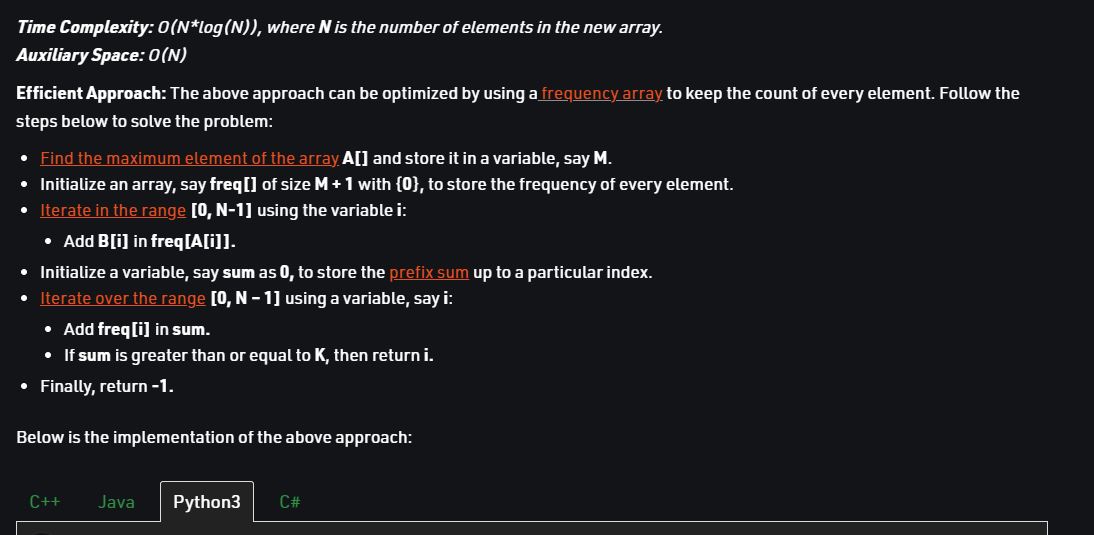 Time Complexity: O(N*log(N)), where N is the number of elements in the new array.
Auxiliary Space: O(N)
Efficient Approach: The above approach can be optimized by using a frequency array to keep the count of every element. Follow the
steps below to solve the problem:
• Find the maximum element of the array A[] and store it in a variable, say M.
• Initialize an array, say freq[] of size M + 1 with {0}, to store the frequency of every element.
• Iterate in the range [0, N-1] using the variable i:
• Add B[i] in freq[A[i]].
• Initialize a variable, say sum as 0, to store the prefix sum up to a particular index.
• Iterate over the range [0, N – 1] using a variable, say i:
• Add freq[i] in sum.
• If sum is greater than or equal to K, then return i.
• Finally, return -1.
Below is the implementation of the above approach:
C++ Java Python3 C#